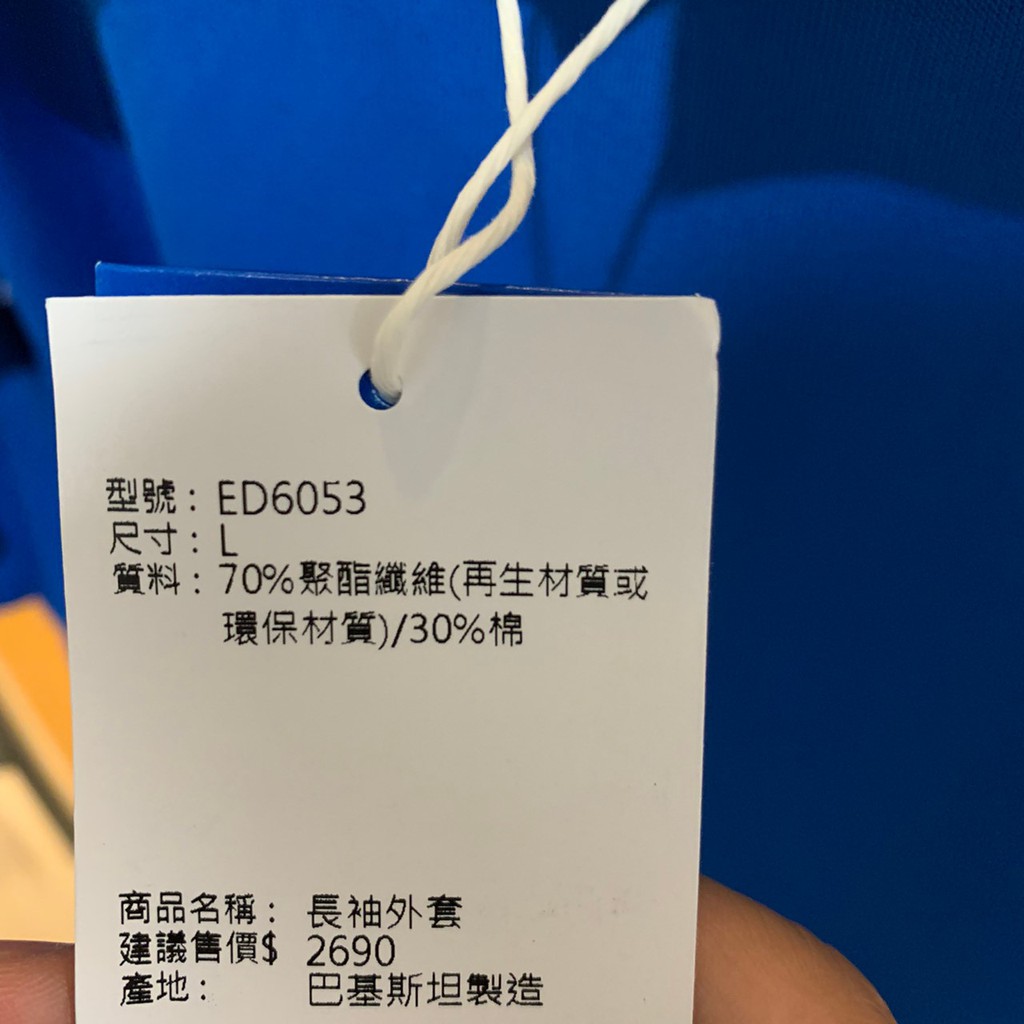 型號：ED6053
尺寸：L
質料：70%聚酯纖維(再生材質或
環保材質)/30%棉
商品名稱：長袖外套
建議售價$ 2690
產地：巴基斯坦製造